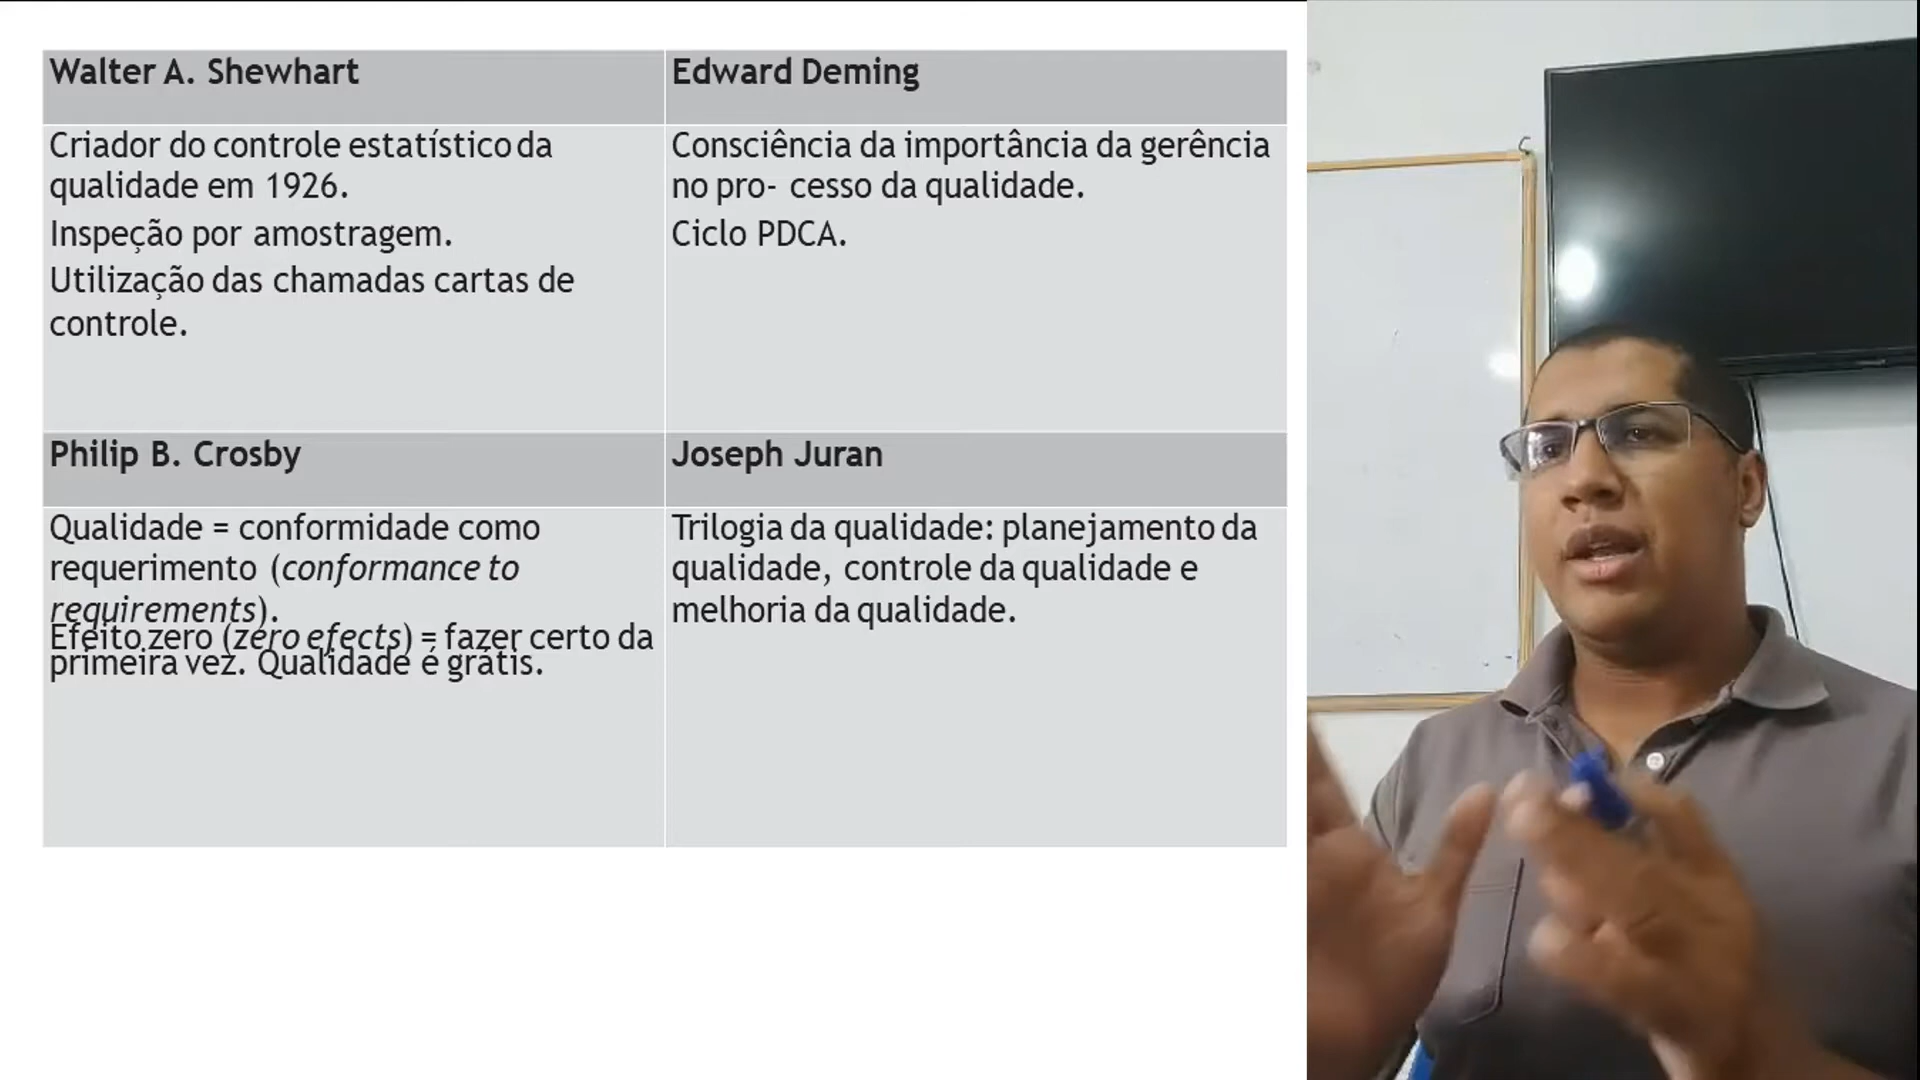 Walter A. Shewhart
Criador do controle estatístico da
qualidade em 1926.
Inspeção por amostragem.
Utilização das chamadas cartas de
controle.
Edward Deming
Consciência da importância da gerência
no pro- cesso da qualidade.
Ciclo PDCA.
Philip B. Crosby
Qualidade = conformidade como
requerimento (conformance to
requirements).
Efeito zero (zero efects) = fazer certo da
primeira vez. Qualidade é grátis.
Joseph Juran
Trilogia da qualidade: planejamento da
qualidade, controle da qualidade e
melhoria da qualidade.